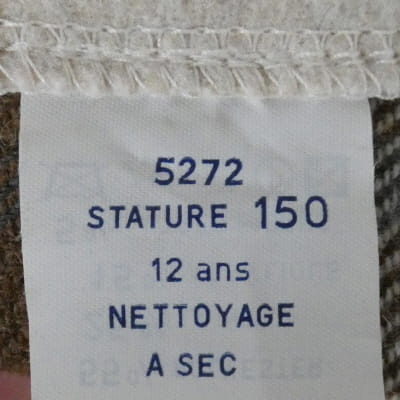 5272
STATURE 150
12 ans
NETTOYAGE
A SEC